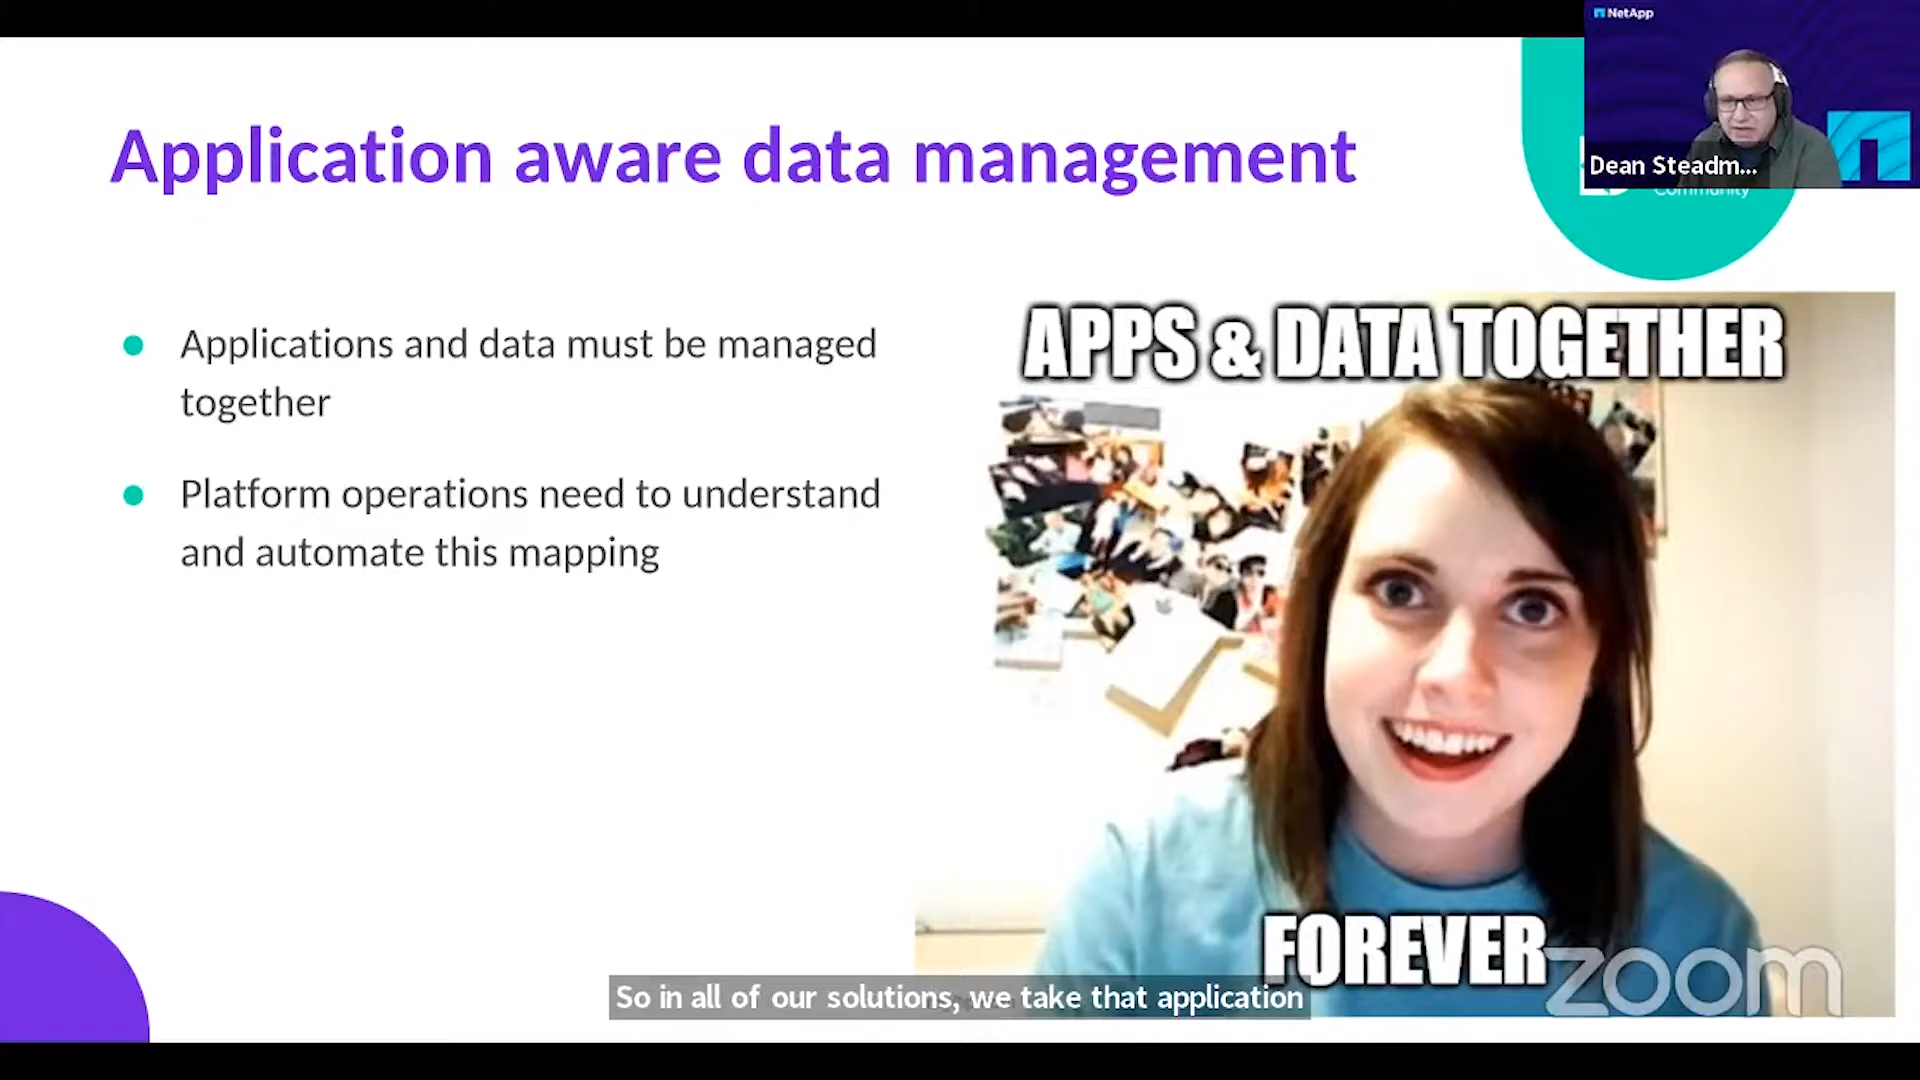 NetApp
Dean Steadm...
Community
Application aware data management
Applications and data must be managed
together
Platform operations need to understand
and automate this mapping
APPS & DATA TOGETHER
FOREVER
zoom
So in all of our solutions, we take that application